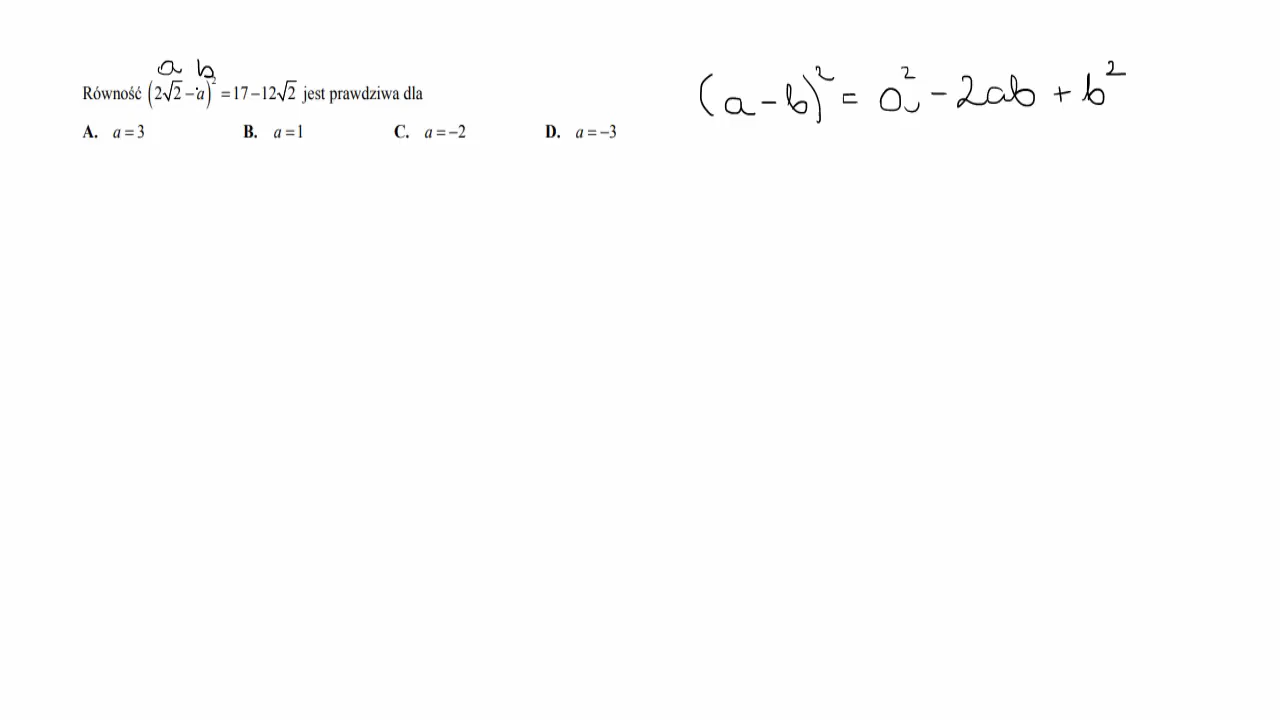 a b
Równość (2√2 − a)² = 17 − 12√2 jest prawdziwa dla
A. a = 3 B. a = 1 C. a = −2 D. a = −3
(a − b)² = a² − 2ab + b²